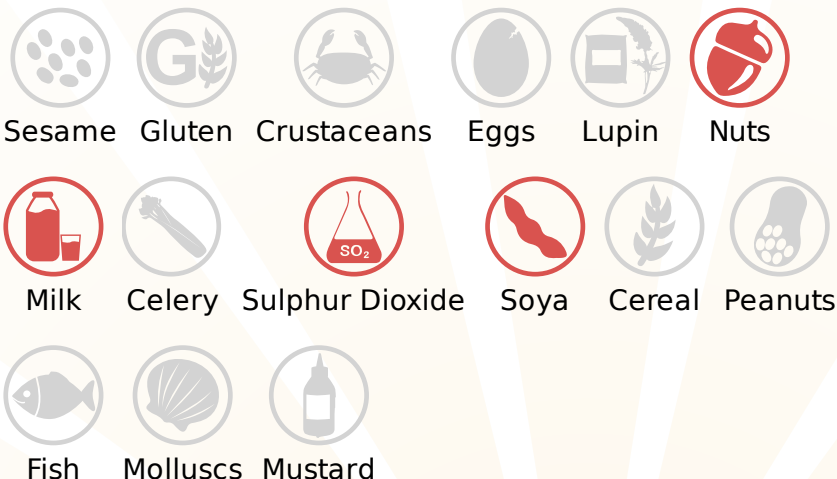 G
Sesame Gluten Crustaceans Eggs Lupin Nuts
SO₂
Milk Celery Sulphur Dioxide Soya Cereal Peanuts
Fish Molluscs Mustard